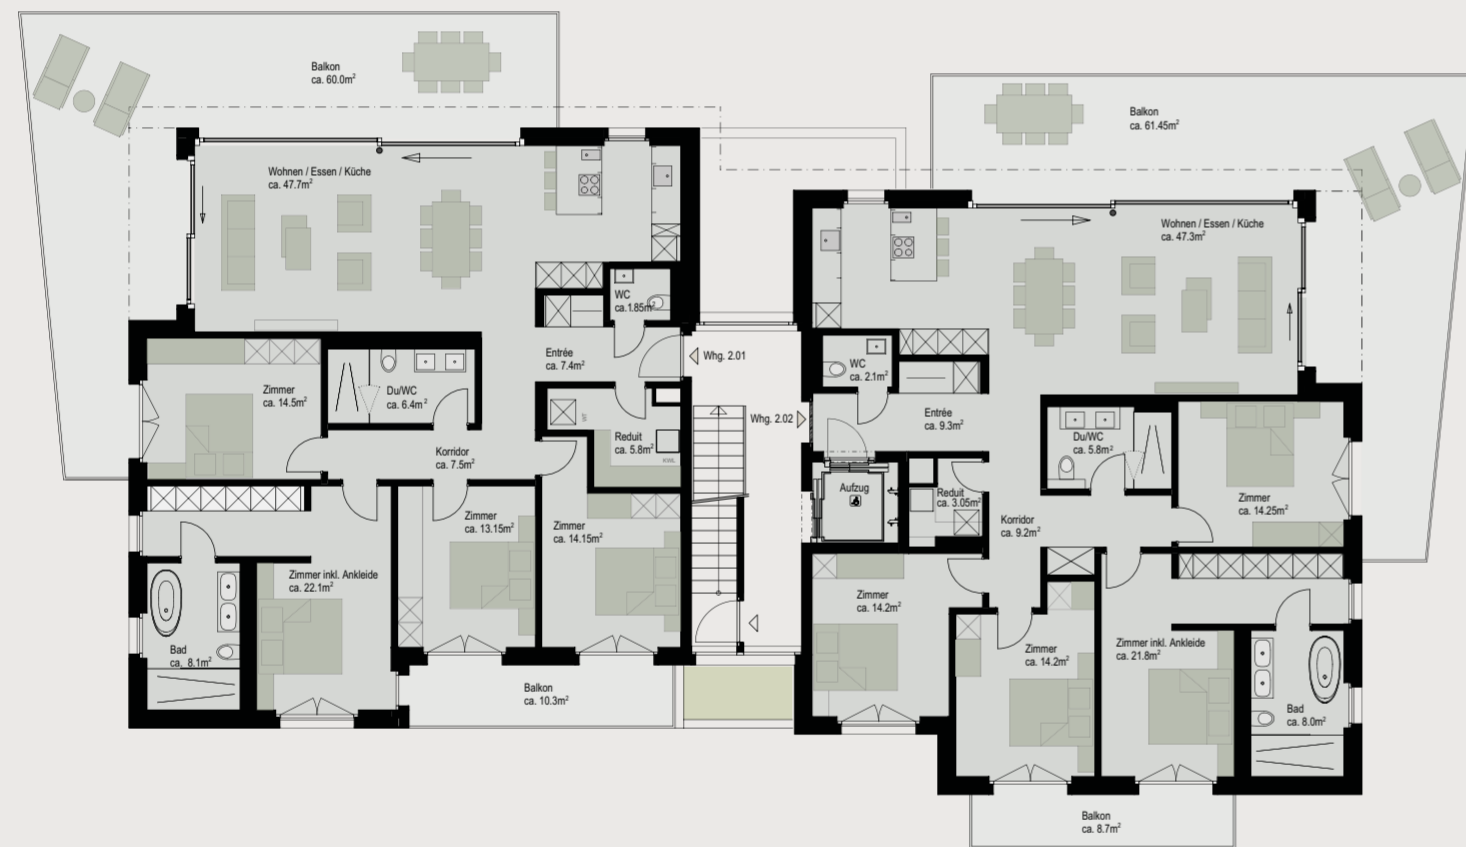 Balkon
ca. 60.0m²
Balkon
ca. 61.45m²
Wohnen / Essen / Küche
ca. 47.7m²
Wohnen / Essen / Küche
ca. 47.3m²
WC
ca.1.85m²
Entrée
ca. 7.4m²
Whg. 2.01
WC
ca. 2.1m²
Zimmer
ca. 14.5m²
Du/WC
ca. 6.4m²
Whg. 2.02
Entrée
ca. 9.3m²
Reduit
ca. 5.8m²
KWL
Korridor
ca. 7.5m²
Du/WC
ca. 5.8m²
Aufzug
Reduit
ca. 3.05m²
Zimmer
ca. 14.25m²
Zimmer
ca. 13.15m²
Zimmer
ca. 14.15m²
Korridor
ca. 9.2m²
Zimmer inkl. Ankleide
ca. 22.1m²
Zimmer
ca. 14.2m²
Bad
ca. 8.1m²
Zimmer
ca. 14.2m²
Zimmer inkl. Ankleide
ca. 21.8m²
Balkon
ca. 10.3m²
Bad
ca. 8.0m²
Balkon
ca. 8.7m²